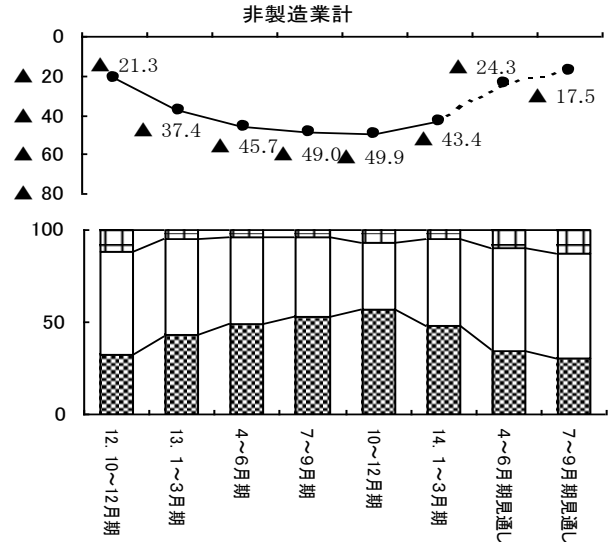 非製造業計
0
▲ 20
▲ 40
▲ 60
▲ 80
▲ 21.3
▲ 37.4
▲ 45.7
▲ 49.0
▲ 49.9
▲ 43.4
▲ 24.3
▲ 17.5
100
50
0
12. 10～12月期
13. 1～3月期
4～6月期
7～9月期
10～12月期
14. 1～3月期
4～6月期見通し
7～9月期見通し